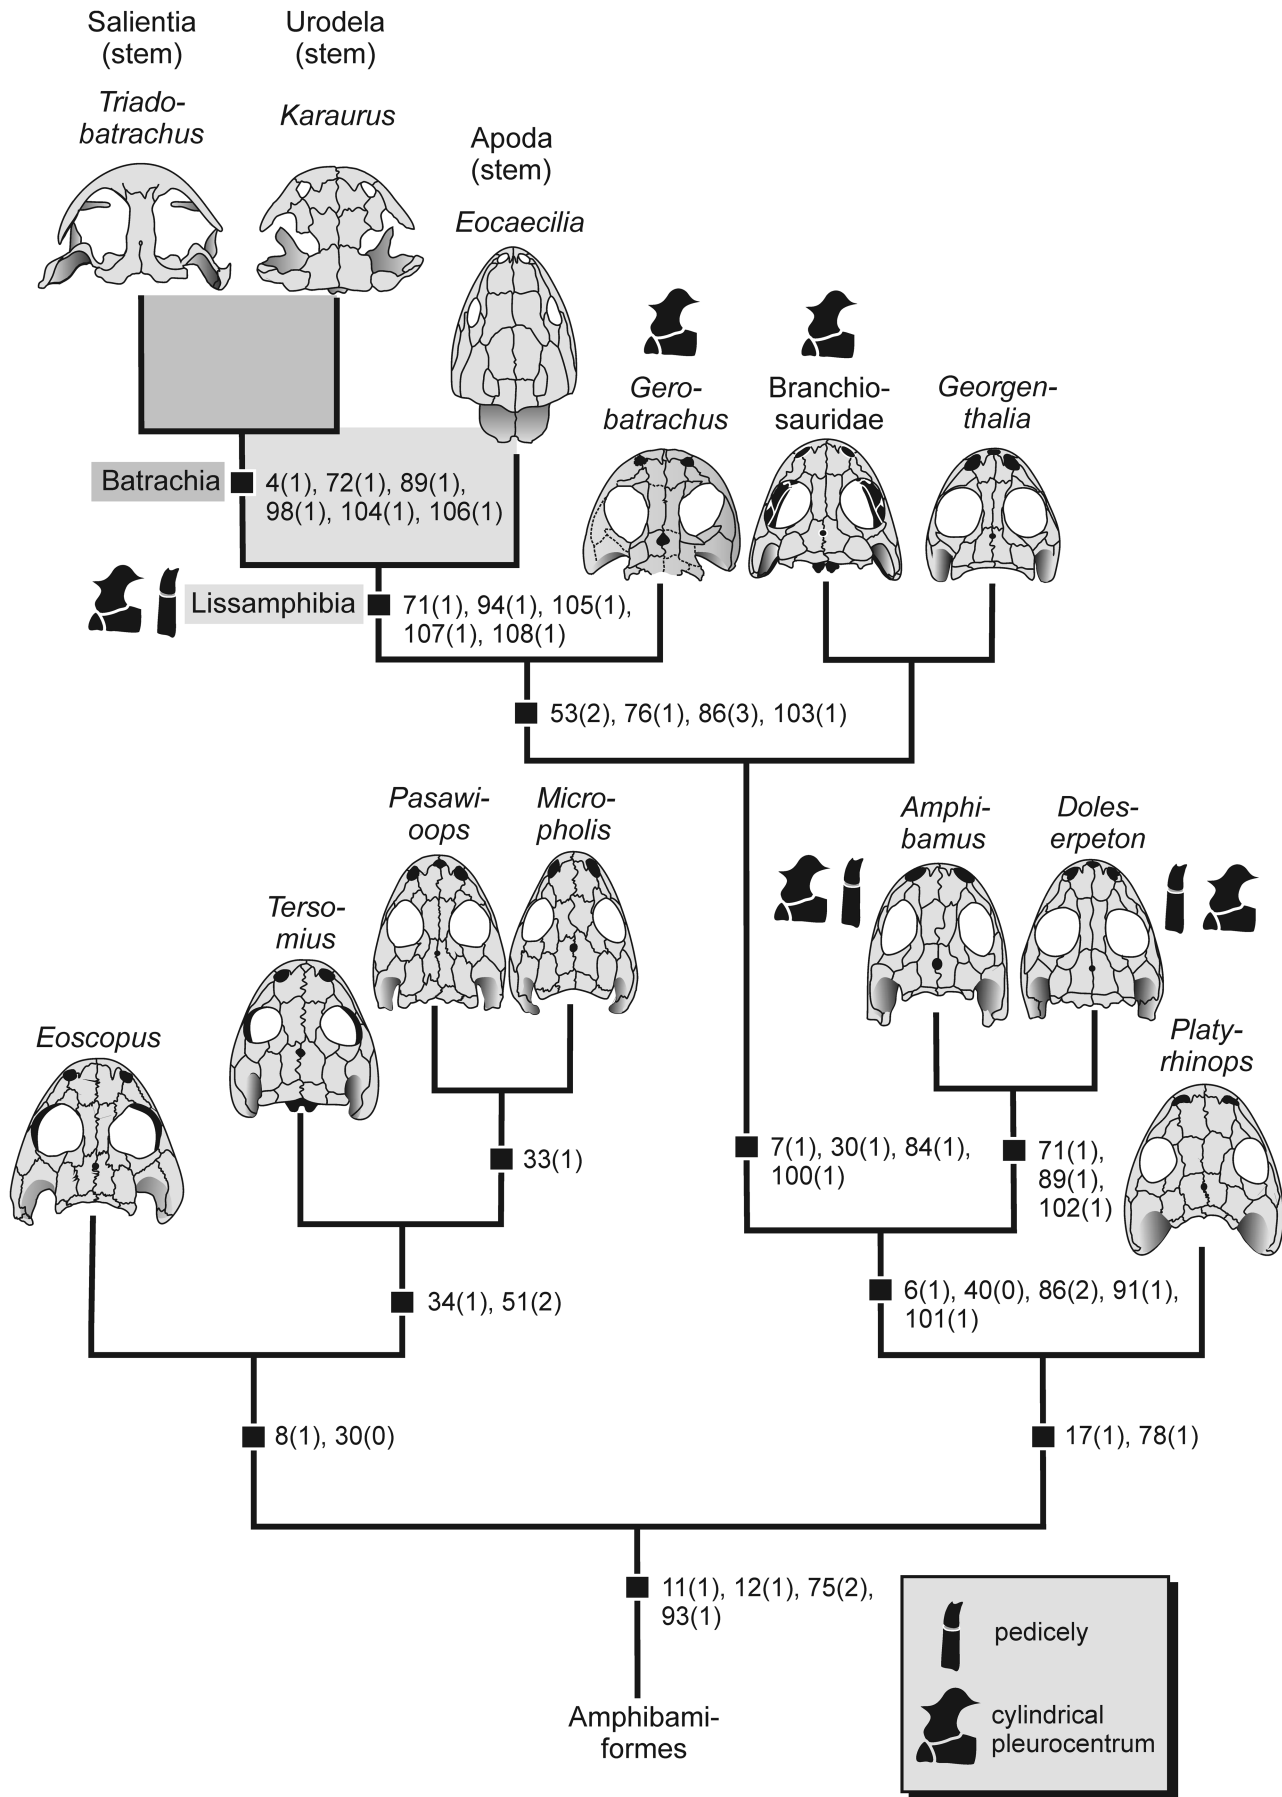 Salientia
(stem)
Urodela
(stem)
Triado-
batrachus
Karaurus
Apoda
(stem)
Eocaecilia
Gero-
batrachus
Branchio-
sauridae
Georgen-
thalia
Batrachia
4(1), 72(1), 89(1),
98(1), 104(1), 106(1)
Lissamphibia
71(1), 94(1), 105(1),
107(1), 108(1)
53(2), 76(1), 86(3), 103(1)
Pasawi-
oops
Micro-
pholis
Amphi-
bamus
Doles-
erpeton
Terso-
mius
Eoscopus
Platy-
rhinops
33(1)
7(1), 30(1), 84(1),
100(1)
71(1),
89(1),
102(1)
34(1), 51(2)
6(1), 40(0), 86(2), 91(1),
101(1)
8(1), 30(0)
17(1), 78(1)
11(1), 12(1), 75(2),
93(1)
Amphibami-
formes
pedicely
cylindrical
pleurocentrum